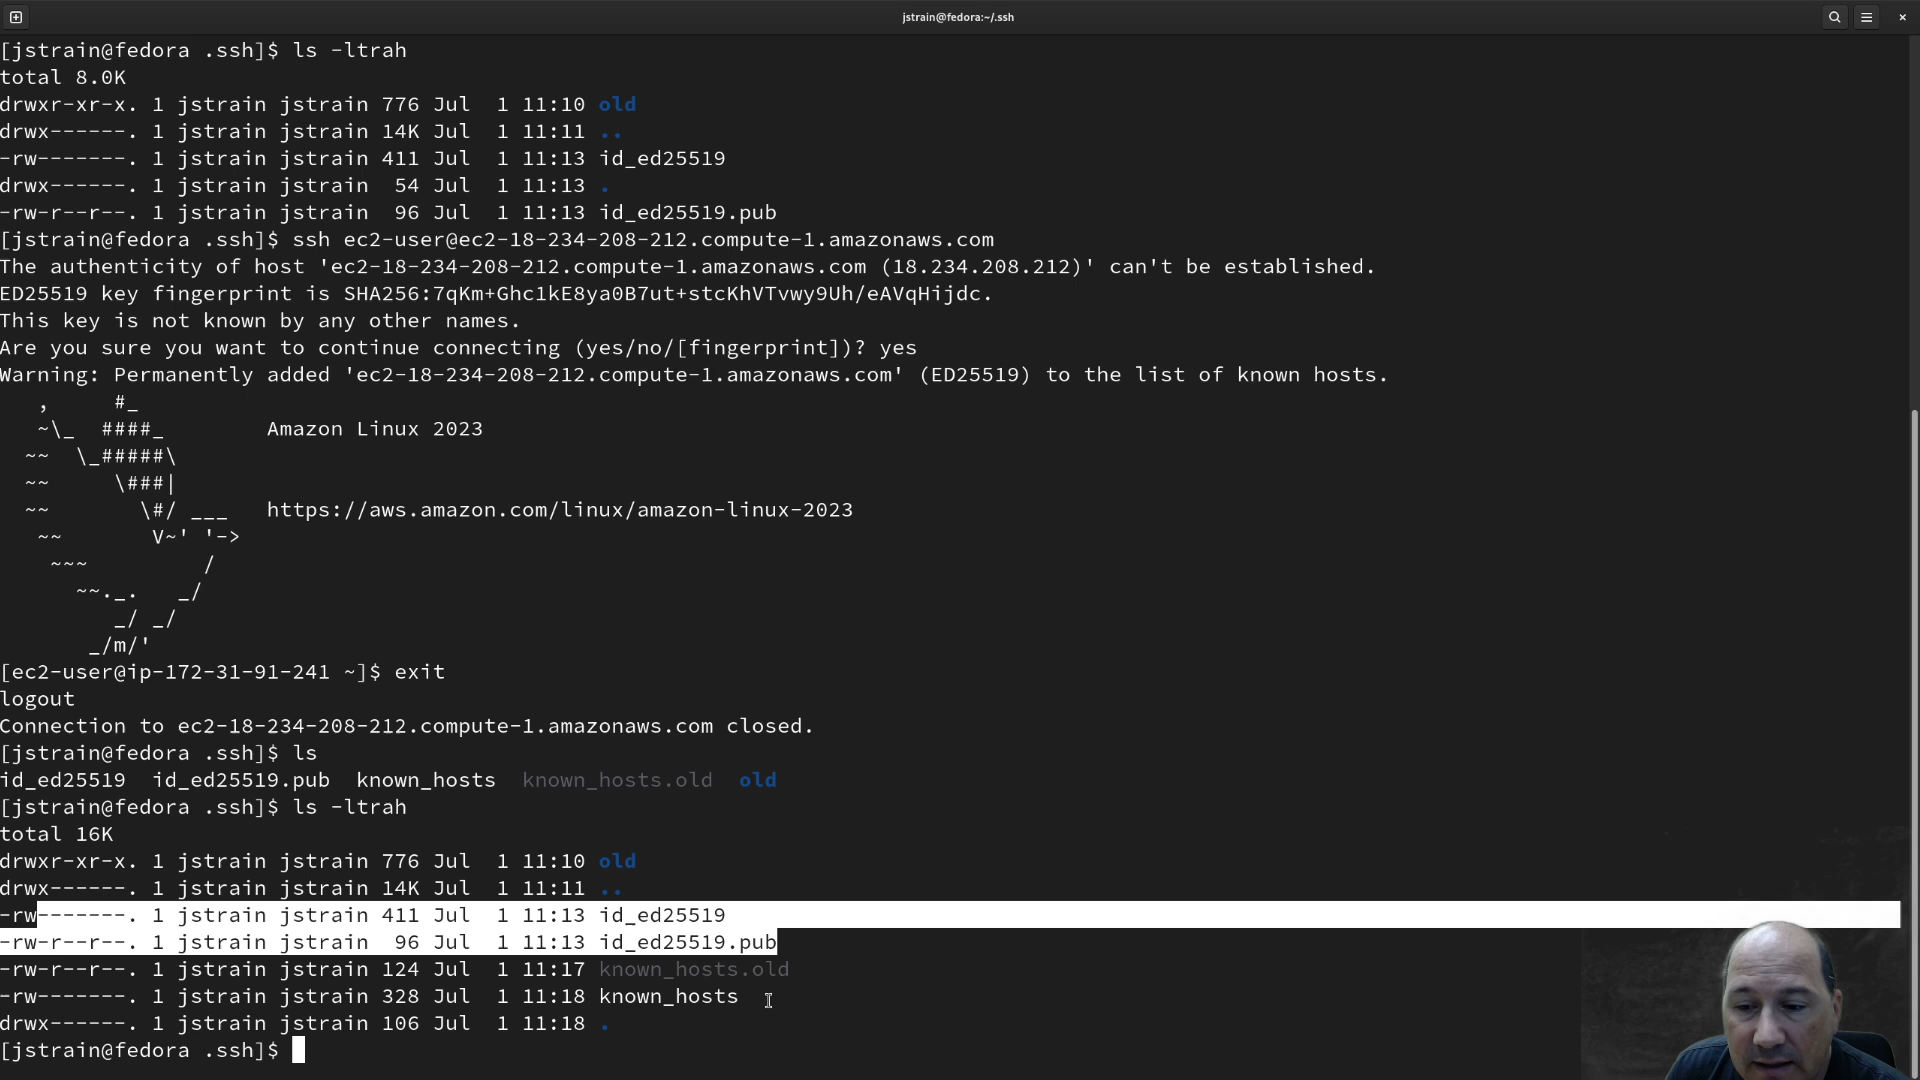 jstrain@fedora:~/.ssh
[jstrain@fedora .ssh]$ ls -ltrah
total 8.0K
drwxr-xr-x. 1 jstrain jstrain 776 Jul  1 11:10 old
drwx------. 1 jstrain jstrain 14K Jul  1 11:11 ..
-rw-------. 1 jstrain jstrain 411 Jul  1 11:13 id_ed25519
drwx------. 1 jstrain jstrain  54 Jul  1 11:13 .
-rw-r--r--. 1 jstrain jstrain  96 Jul  1 11:13 id_ed25519.pub
[jstrain@fedora .ssh]$ ssh ec2-user@ec2-18-234-208-212.compute-1.amazonaws.com
The authenticity of host 'ec2-18-234-208-212.compute-1.amazonaws.com (18.234.208.212)' can't be established.
ED25519 key fingerprint is SHA256:7qKm+Ghc1kE8ya0B7ut+stcKhVTvwy9Uh/eAVqHijdc.
This key is not known by any other names.
Are you sure you want to continue connecting (yes/no/[fingerprint])? yes
Warning: Permanently added 'ec2-18-234-208-212.compute-1.amazonaws.com' (ED25519) to the list of known hosts.
   ,     #_
   ~\_  ####_        Amazon Linux 2023
  ~~  \_#####\
  ~~     \###|
  ~~       \#/ ___   https://aws.amazon.com/linux/amazon-linux-2023
   ~~       V~' '->
    ~~~         /
      ~~._.   _/
         _/ _/
       _/m/'
[ec2-user@ip-172-31-91-241 ~]$ exit
logout
Connection to ec2-18-234-208-212.compute-1.amazonaws.com closed.
[jstrain@fedora .ssh]$ ls
id_ed25519  id_ed25519.pub  known_hosts  known_hosts.old  old
[jstrain@fedora .ssh]$ ls -ltrah
total 16K
drwxr-xr-x. 1 jstrain jstrain 776 Jul  1 11:10 old
drwx------. 1 jstrain jstrain 14K Jul  1 11:11 ..
-rw-------. 1 jstrain jstrain 411 Jul  1 11:13 id_ed25519
-rw-r--r--. 1 jstrain jstrain  96 Jul  1 11:13 id_ed25519.pub
-rw-r--r--. 1 jstrain jstrain 124 Jul  1 11:17 known_hosts.old
-rw-------. 1 jstrain jstrain 328 Jul  1 11:18 known_hosts
drwx------. 1 jstrain jstrain 106 Jul  1 11:18 .
[jstrain@fedora .ssh]$